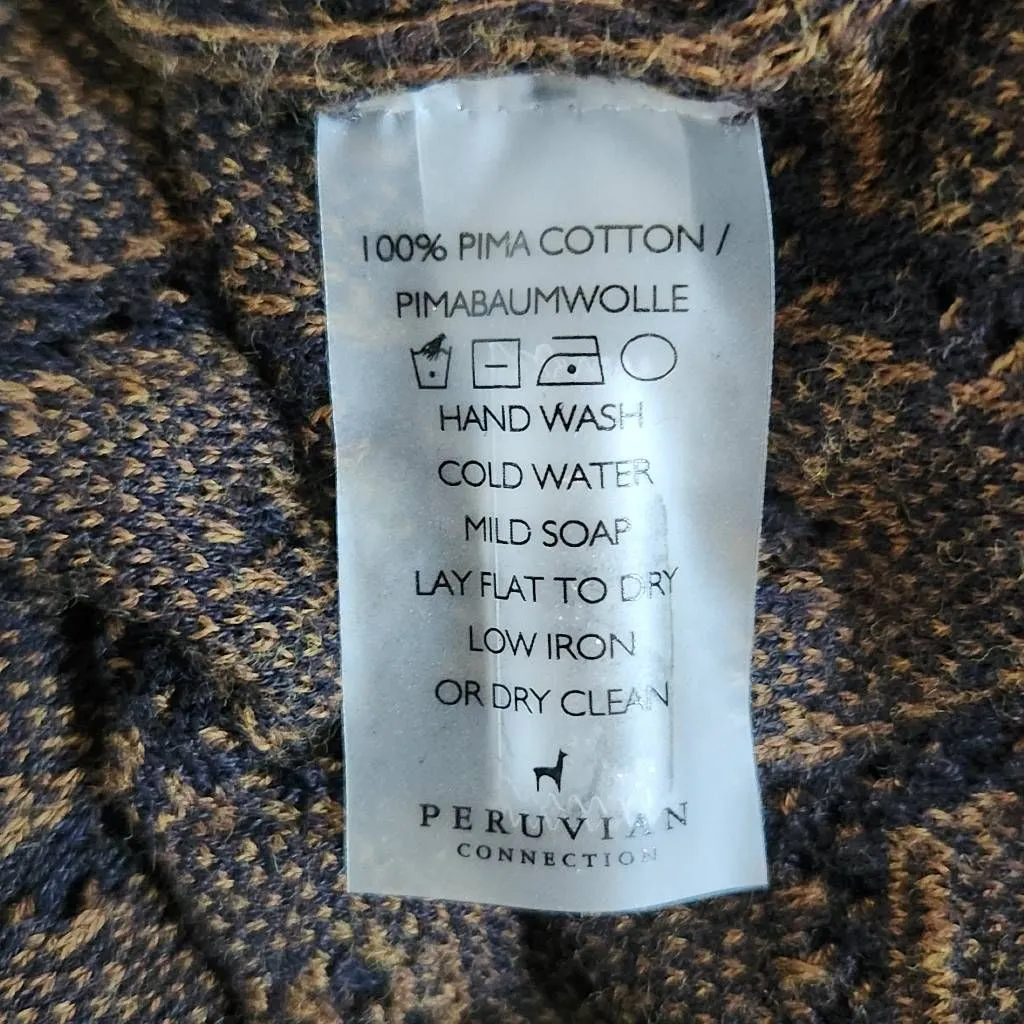 100% PIMA COTTON /
PIMABAUMWOLLE
HAND WASH
COLD WATER
MILD SOAP
LAY FLAT TO DRY
LOW IRON
OR DRY CLEAN
PERUVIAN
CONNECTION